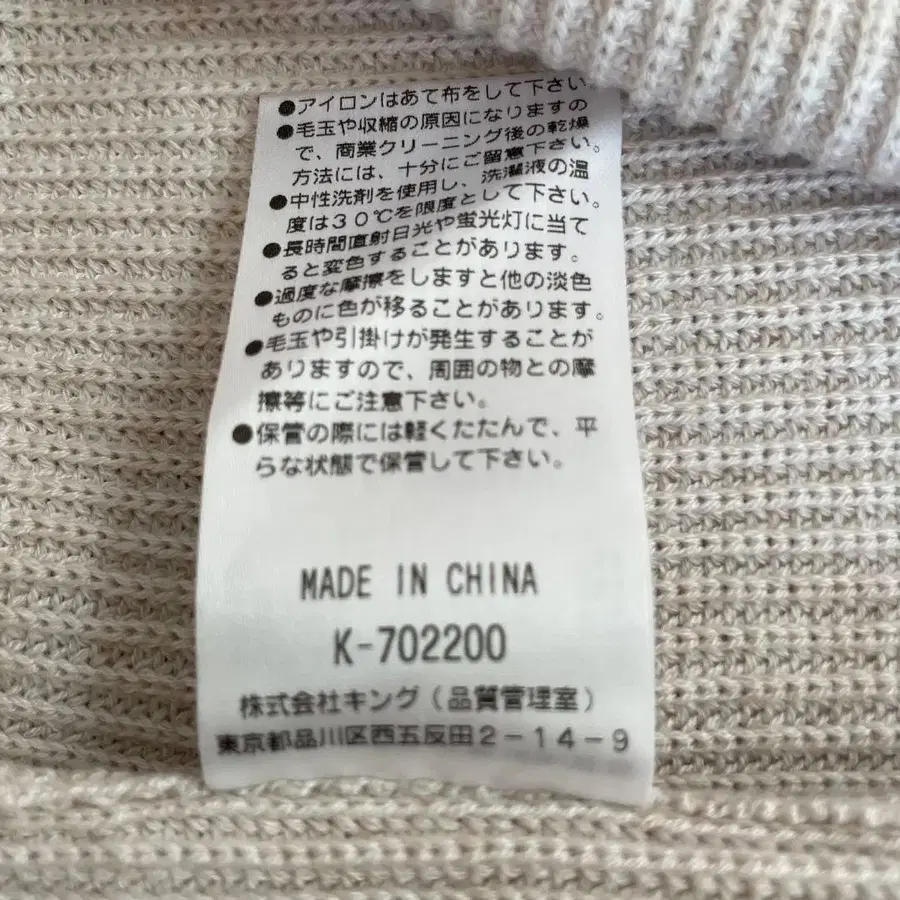 ●アイロンはあて布をして下さい
●毛玉や収縮の原因になりますの
で、商業クリーニング後の乾燥
方法には、十分にご留意下さい。
●中性洗剤を使用し、洗濯液の温
度は30℃を限度として下さい。
●長時間直射日光や蛍光灯に当て
ると変色することがあります。
●過度な摩擦をしますと他の淡色
ものに色が移ることがあります。
●毛玉や引掛けが発生することが
ありますので、周囲の物との摩
擦等にご注意下さい。
●保管の際には軽くたたんで、平
らな状態で保管して下さい。
MADE IN CHINA
K-702200
株式会社キング(品質管理室)
東京都品川区西五反田2-14-9